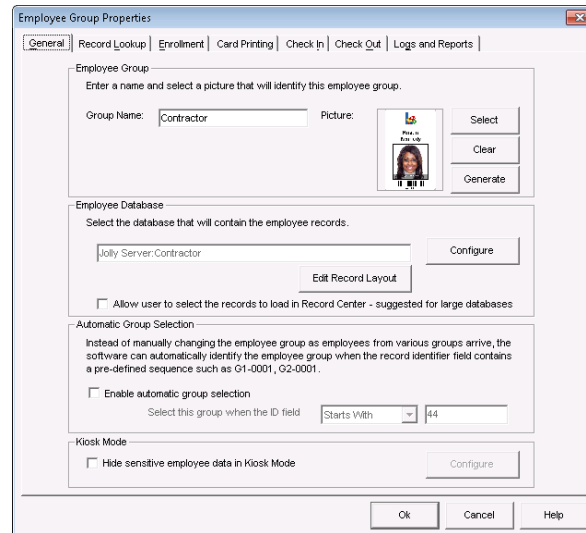 Employee Group Properties
General Record Lookup Enrollment Card Printing Check In Check Out Logs and Reports
Employee Group
Enter a name and select a picture that will identify this employee group.
Group Name: Contractor Picture: Select
Clear
Generate
Employee Database
Select the database that will contain the employee records.
Jolly Server:Contractor Configure
Edit Record Layout
Allow user to select the records to load in Record Center - suggested for large databases
Automatic Group Selection
Instead of manually changing the employee group as employees from various groups arrive, the
software can automatically identify the employee group when the record identifier field contains
a pre-defined sequence such as G1-0001, G2-0001.
Enable automatic group selection
Select this group when the ID field Starts With 44
Kiosk Mode
Hide sensitive employee data in Kiosk Mode Configure
Ok Cancel Help